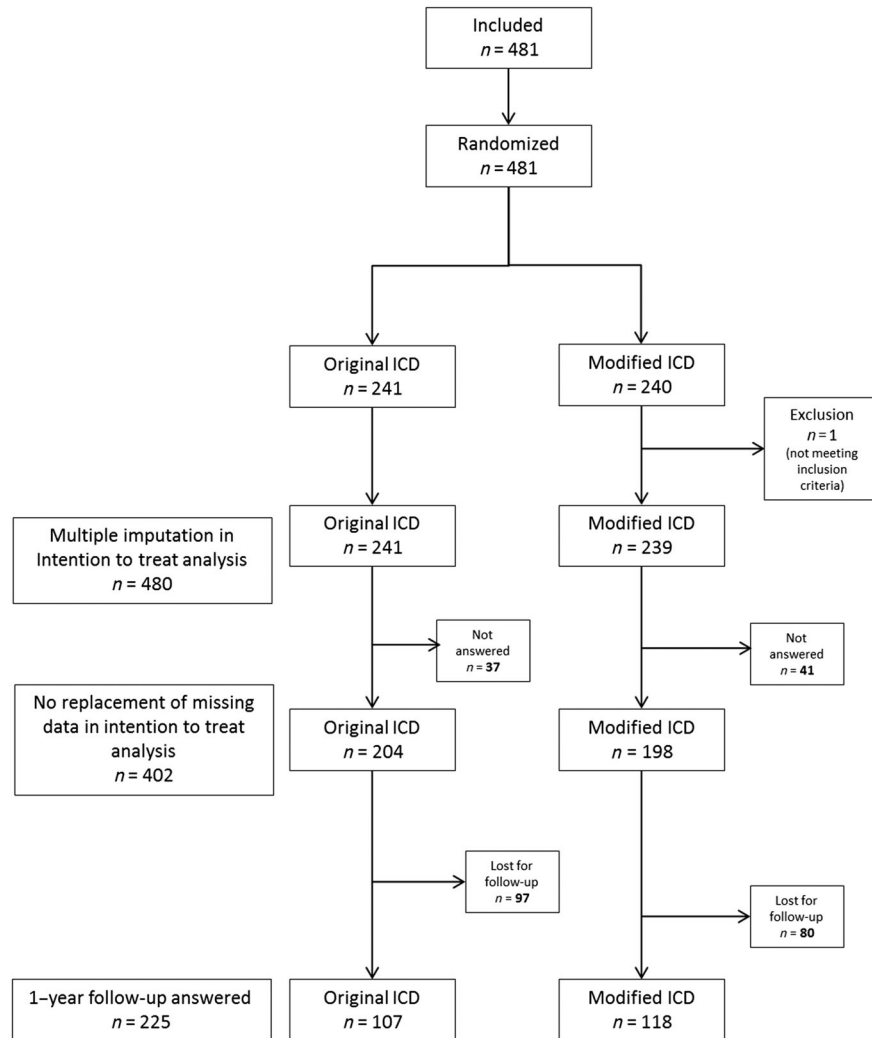 Included
n = 481
Randomized
n = 481
Original ICD
n = 241
Modified ICD
n = 240
Exclusion
n = 1
(not meeting
inclusion
criteria)
Multiple imputation in
Intention to treat analysis
n = 480
Original ICD
n = 241
Modified ICD
n = 239
Not
answered
n = 37
Not
answered
n = 41
No replacement of missing
data in intention to treat
analysis
n = 402
Original ICD
n = 204
Modified ICD
n = 198
Lost for
follow-up
n = 97
Lost for
follow-up
n = 80
1–year follow-up answered
n = 225
Original ICD
n = 107
Modified ICD
n = 118